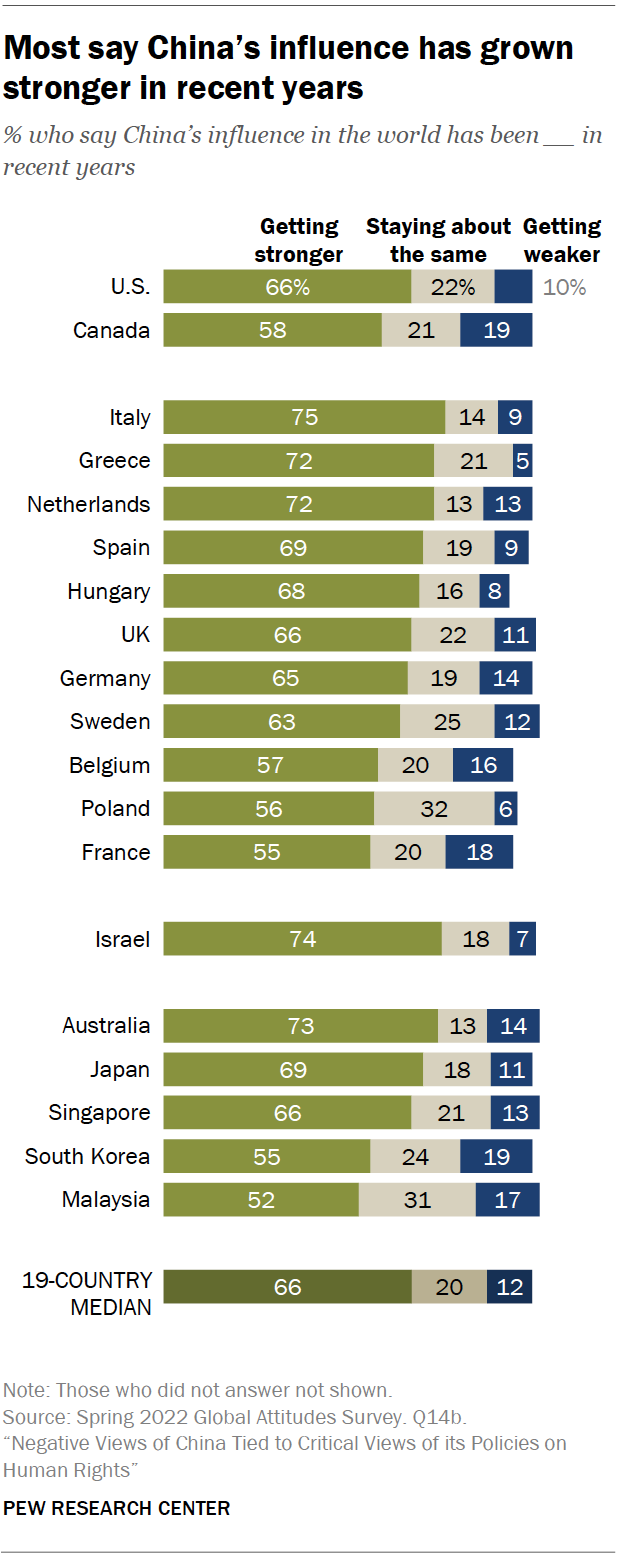 Most say China’s influence has grown
stronger in recent years
% who say China’s influence in the world has been __ in
recent years
Getting stronger Staying about the same Getting weaker
U.S. 66% 22% 10%
Canada 58 21 19
Italy 75 14 9
Greece 72 21 5
Netherlands 72 13 13
Spain 69 19 9
Hungary 68 16 8
UK 66 22 11
Germany 65 19 14
Sweden 63 25 12
Belgium 57 20 16
Poland 56 32 6
France 55 20 18
Israel 74 18 7
Australia 73 13 14
Japan 69 18 11
Singapore 66 21 13
South Korea 55 24 19
Malaysia 52 31 17
19-COUNTRY
MEDIAN 66 20 12
Note: Those who did not answer not shown.
Source: Spring 2022 Global Attitudes Survey. Q14b.
“Negative Views of China Tied to Critical Views of its Policies on
Human Rights”
PEW RESEARCH CENTER